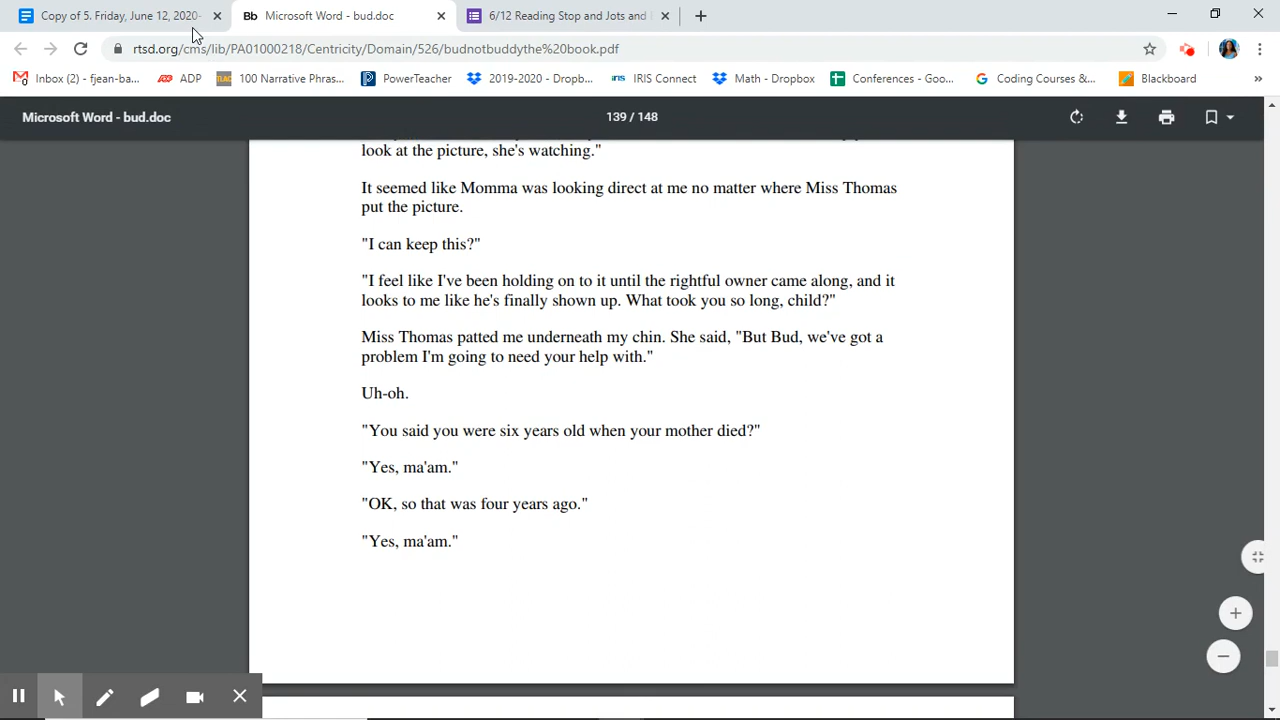 Copy of 5. Friday, June 12, 2020-
Bb Microsoft Word - bud.doc
6/12 Reading Stop and Jots and
rtsd.org/cms/lib/PA01000218/Centricity/Domain/526/budnotbuddythe%20book.pdf
Inbox (2) - fjean-ba... ADP 100 Narrative Phras... PowerTeacher 2019-2020 - Dropb... iris IRIS Connect Math - Dropbox Conferences - Goo... Coding Courses &... Blackboard »
Microsoft Word - bud.doc 139 / 148
look at the picture, she's watching."
It seemed like Momma was looking direct at me no matter where Miss Thomas
put the picture.
"I can keep this?"
"I feel like I've been holding on to it until the rightful owner came along, and it
looks to me like he's finally shown up. What took you so long, child?"
Miss Thomas patted me underneath my chin. She said, "But Bud, we've got a
problem I'm going to need your help with."
Uh-oh.
"You said you were six years old when your mother died?"
"Yes, ma'am."
"OK, so that was four years ago."
"Yes, ma'am."